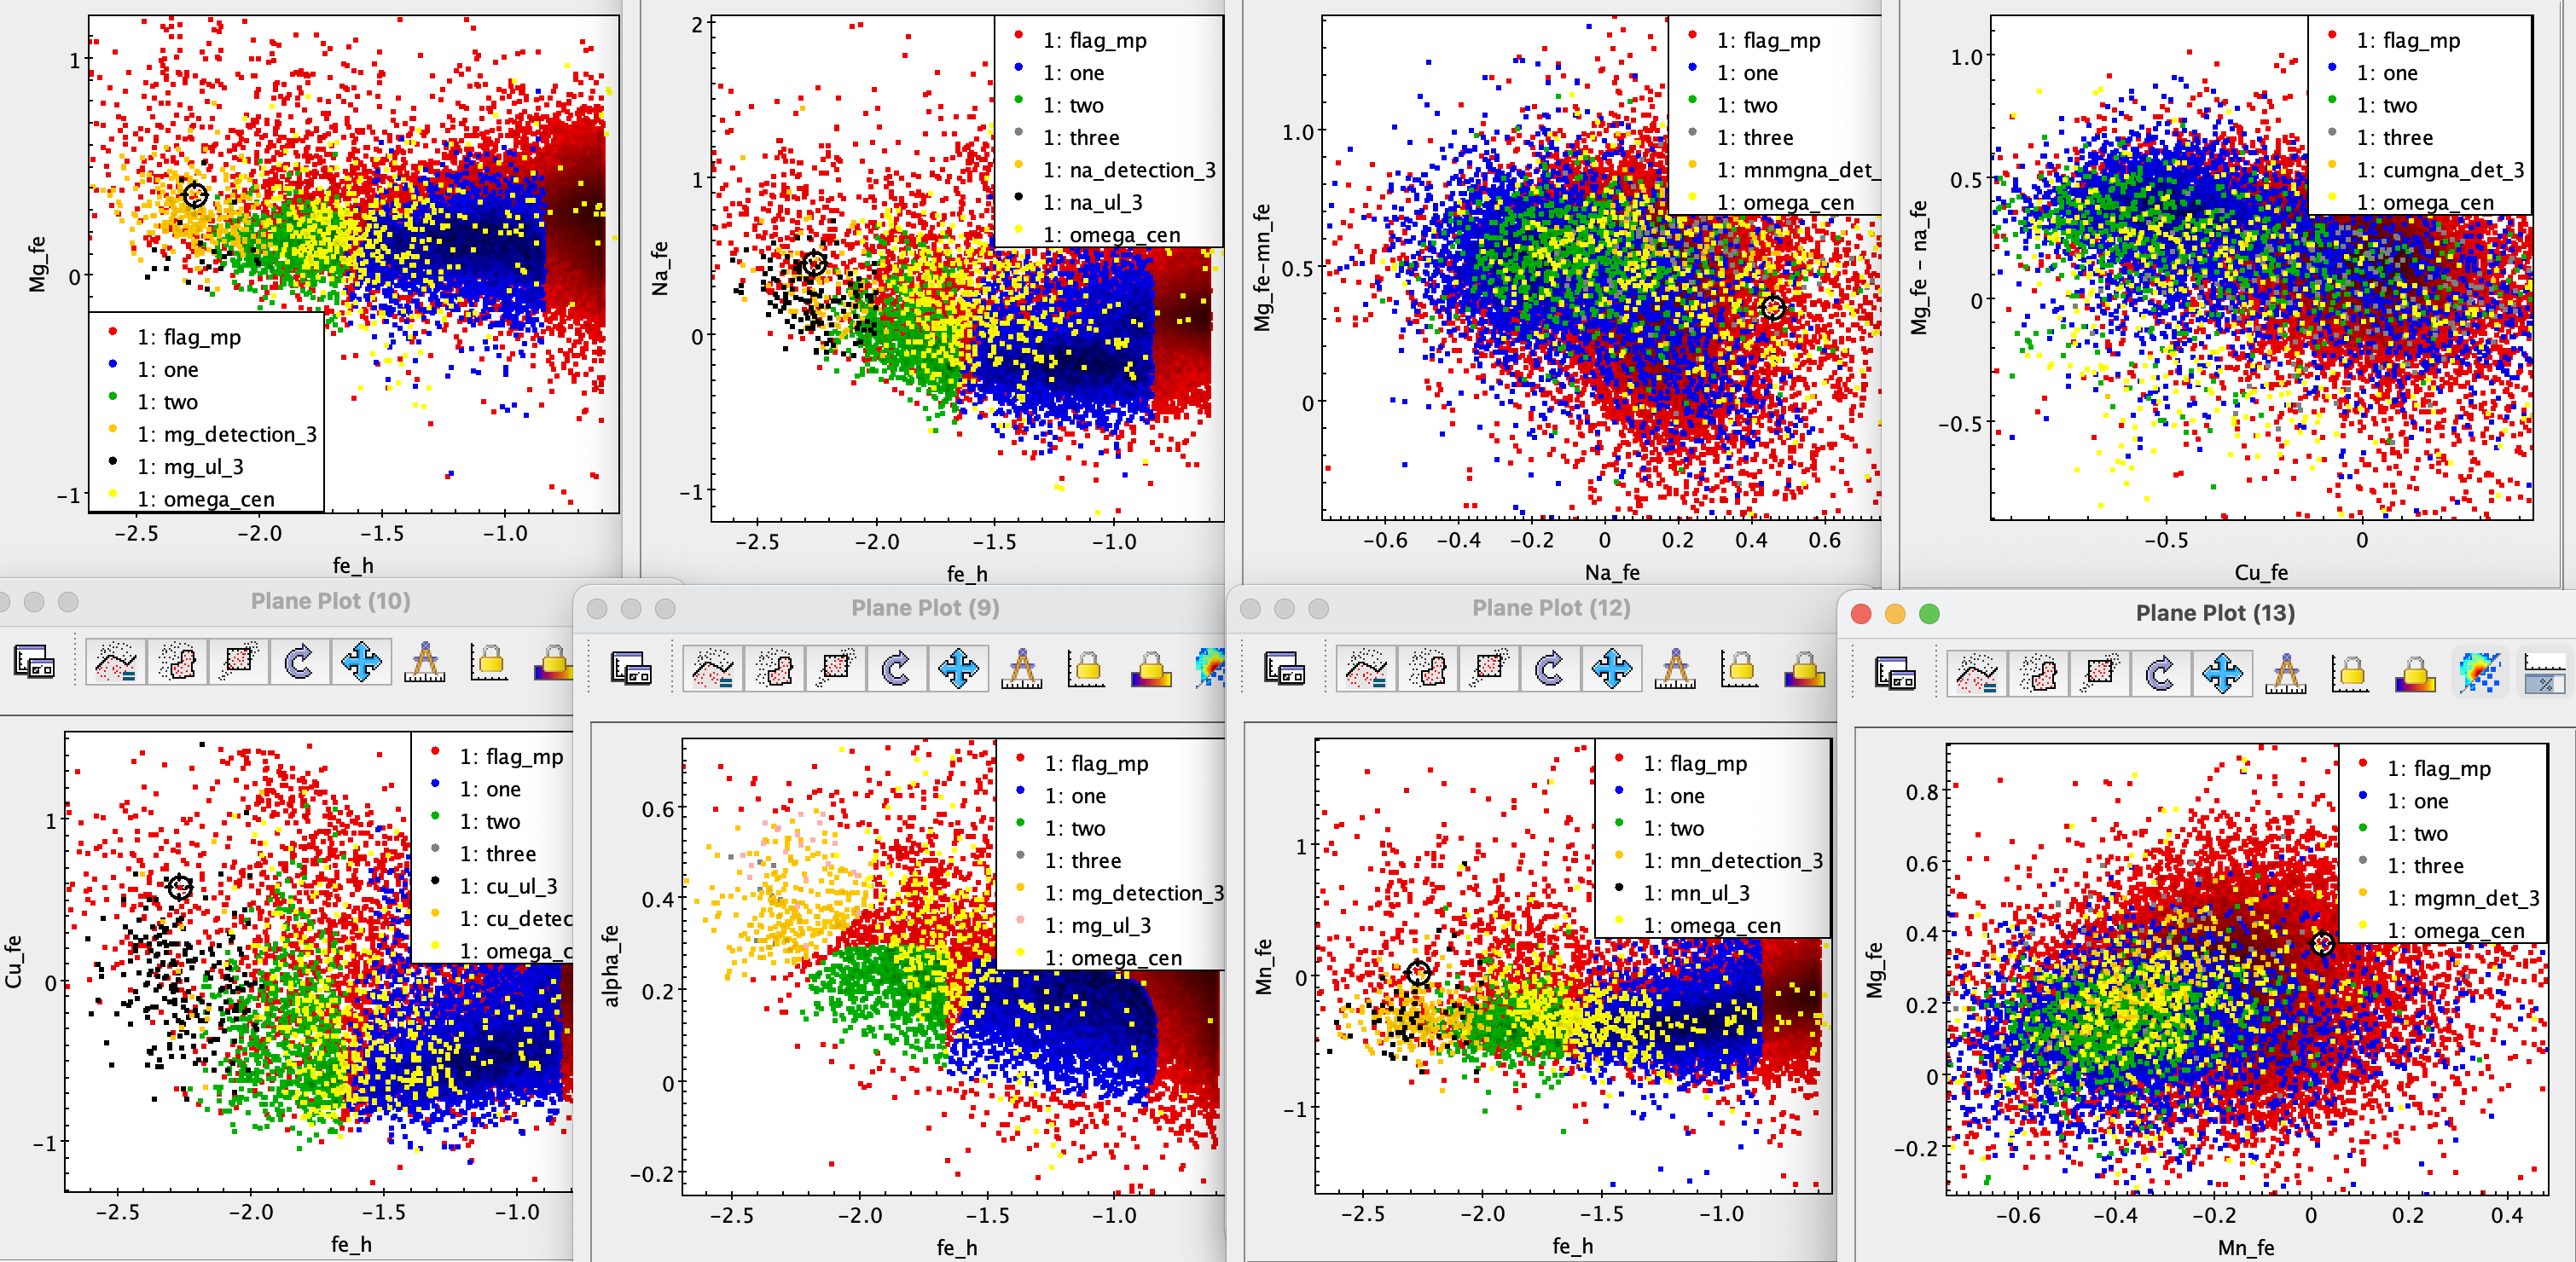 1
0
-1
Mg_fe
1: flag_mp
1: one
1: two
1: mg_detection_3
1: mg_ul_3
1: omega_cen
-2.5 -2.0 -1.5 -1.0
fe_h
2
1
0
-1
Na_fe
1: flag_mp
1: one
1: two
1: three
1: na_detection_3
1: na_ul_3
1: omega_cen
-2.5 -2.0 -1.5 -1.0
fe_h
1.0
0.5
0
Mg_fe-mn_fe
1: flag_mp
1: one
1: two
1: three
1: mnmgna_det_
1: omega_cen
-0.6 -0.4 -0.2 0 0.2 0.4 0.6
Na_fe
1.0
0.5
0
-0.5
Mg_fe - na_fe
1: flag_mp
1: one
1: two
1: three
1: cumgna_det_3
1: omega_cen
-0.5 0
Cu_fe
Plane Plot (10)
1
0
-1
Cu_fe
1: flag_mp
1: one
1: two
1: three
1: cu_ul_3
1: cu_detec
1: omega_c
-2.5 -2.0 -1.5 -1.0
fe_h
Plane Plot (9)
0.6
0.4
0.2
0
-0.2
alpha_fe
1: flag_mp
1: one
1: two
1: three
1: mg_detection_3
1: mg_ul_3
1: omega_cen
-2.5 -2.0 -1.5 -1.0
fe_h
Plane Plot (12)
1
0
-1
Mn_fe
1: flag_mp
1: one
1: two
1: mn_detection_3
1: mn_ul_3
1: omega_cen
-2.5 -2.0 -1.5 -1.0
fe_h
Plane Plot (13)
0.8
0.6
0.4
0.2
0
-0.2
Mg_fe
1: flag_mp
1: one
1: two
1: three
1: mgmn_det_3
1: omega_cen
-0.6 -0.4 -0.2 0 0.2 0.4
Mn_fe